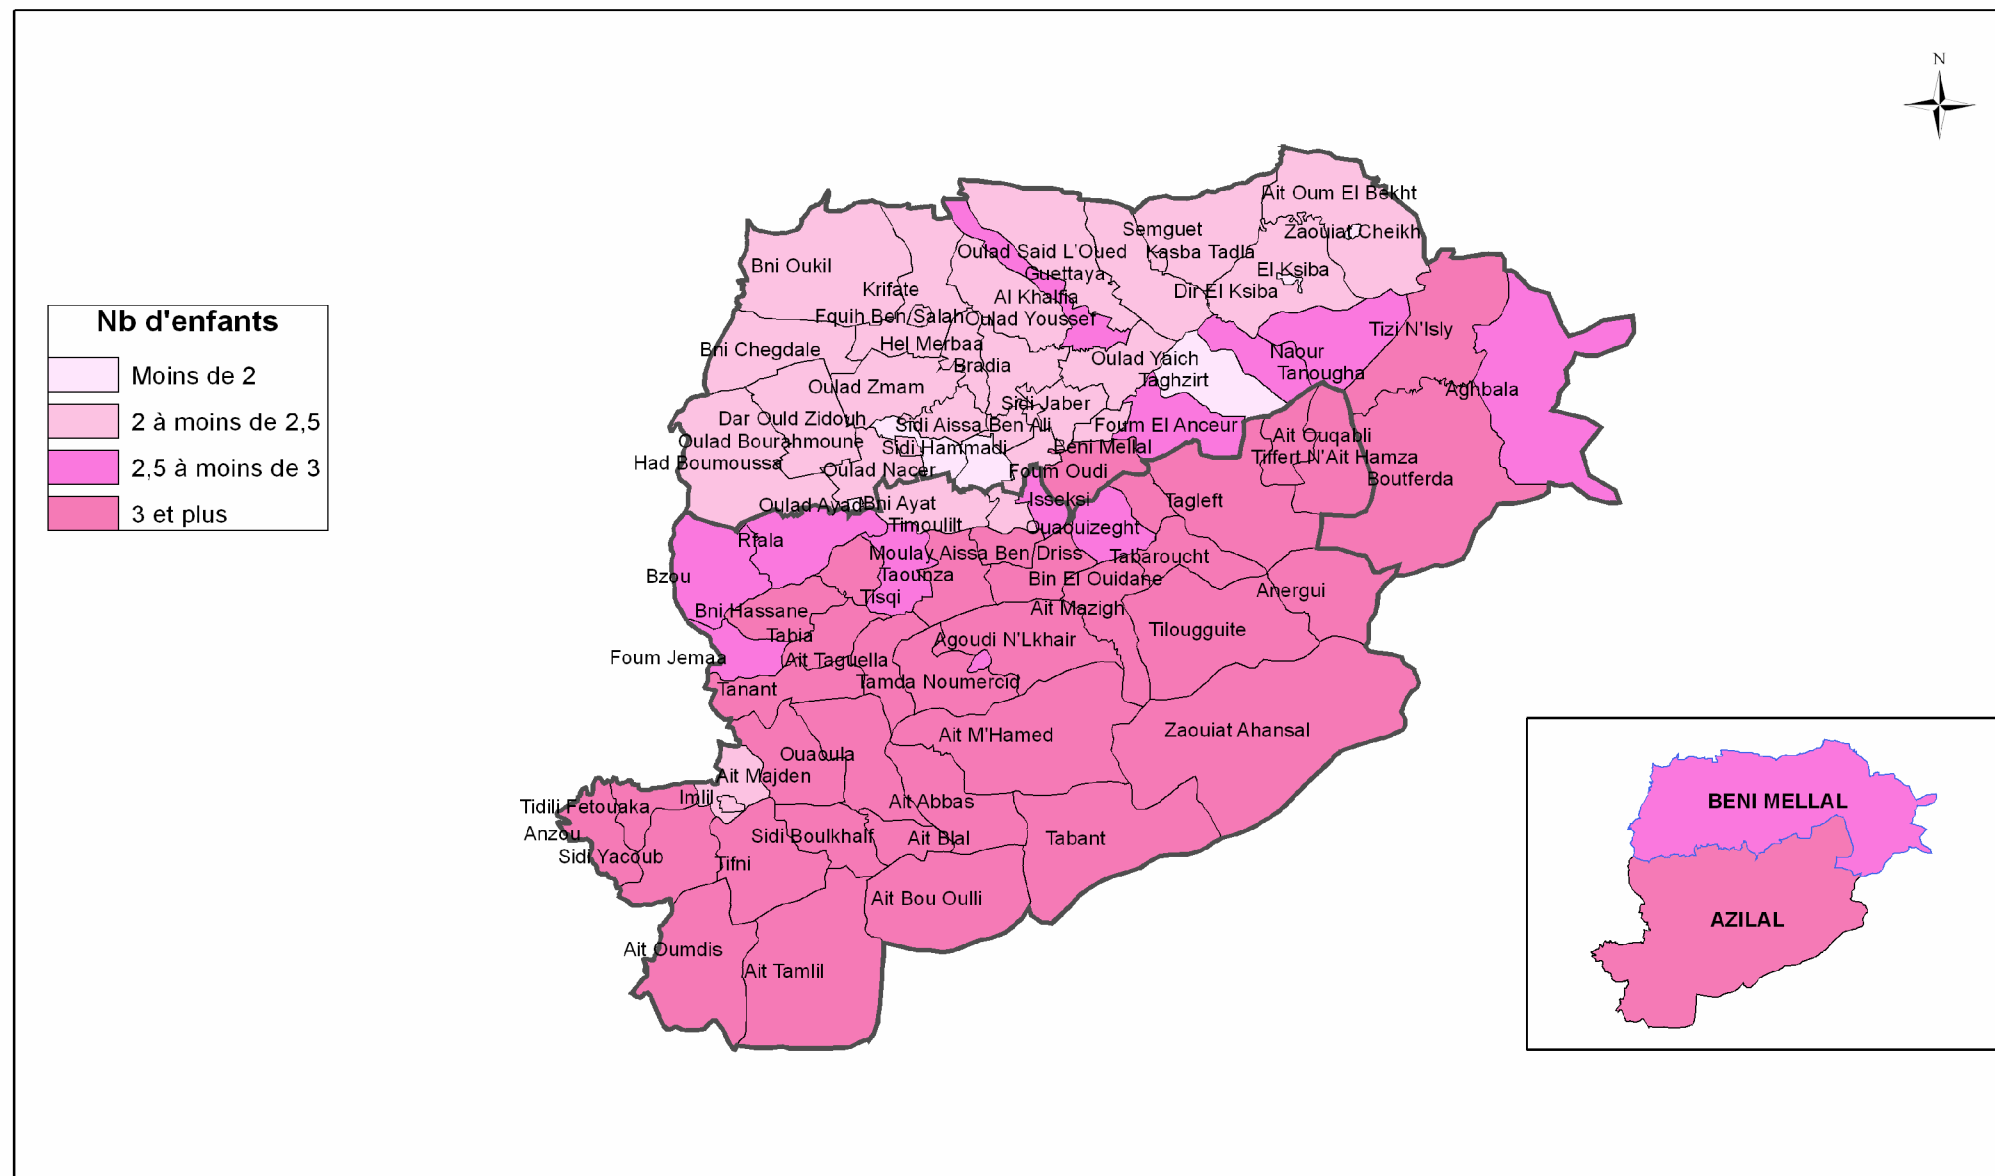 N
Nb d'enfants
Moins de 2
2 à moins de 2,5
2,5 à moins de 3
3 et plus
Ait Oum El Bekht
Semguet
Zaouiat Cheikh
Oulad Said L'Oued
Kasba Tadla
Bni Oukil
Guettaya
El Ksiba
Krifate
Al Khalfia
Dir El Ksiba
Fquih Ben Salah
Oulad Youssef
Tizi N'Isly
Hel Merbaa
Bni Chegdale
Naour
Bradia
Oulad Yaich
Tanougha
Taghzirt
Oulad Zmam
Aghbala
Sidi Jaber
Dar Ould Zidouh
Sidi Aissa Ben Ali
Foum El Anceur
Oulad Bourahmoune
Ait Ouqabli
Sidi Hammadi
Beni Mellal
Tiffert N'Ait Hamza
Had Boumoussa
Oulad Nacer
Foum Oudi
Boutferda
Oulad Ayad
Bni Ayat
Isseksi
Tagleft
Timoulilt
Ouaouizeght
Rfala
Moulay Aissa Ben Driss
Tabaroucht
Bzou
Taounza
Bin El Ouidane
Anergui
Tisqi
Bni Hassane
Ait Mazigh
Tabia
Agoudi N'Lkhair
Tilougguite
Foum Jemaa
Ait Taguella
Tanant
Tamda Noumercid
Ait M'Hamed
Zaouiat Ahansal
Ouaoula
Ait Majden
Imlil
Tidili Fetouaka
Ait Abbas
Anzou
Sidi Boulkhalf
Ait Blal
Tabant
Sidi Yacoub
Tifni
Ait Bou Oulli
Ait Oumdis
Ait Tamlil
BENI MELLAL
AZILAL